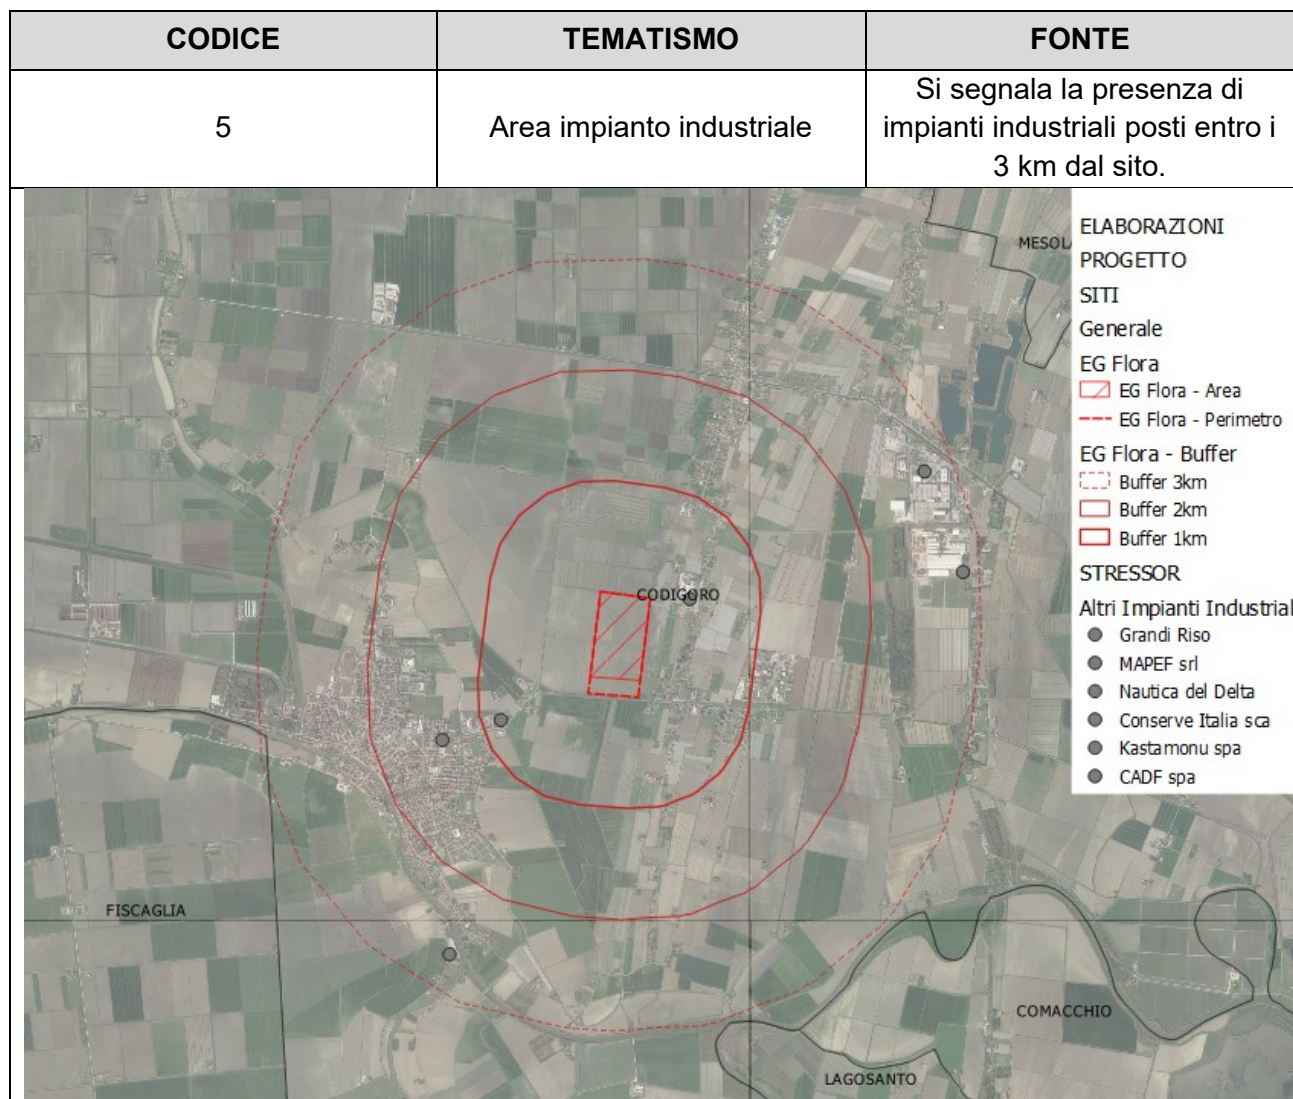 CODICE
TEMATISMO
FONTE
5
Area impianto industriale
Si segnala la presenza di
impianti industriali posti entro i
3 km dal sito.
MESOL
CODIGORO
FISCAGLIA
COMACCHIO
LAGOSANTO
ELABORAZIONI
PROGETTO
SITI
Generale
EG Flora
EG Flora - Area
EG Flora - Perimetro
EG Flora - Buffer
Buffer 3km
Buffer 2km
Buffer 1km
STRESSOR
Altri Impianti Industrial
Grandi Riso
MAPEF srl
Nautica del Delta
Conserve Italia sca
Kastamonu spa
CADF spa